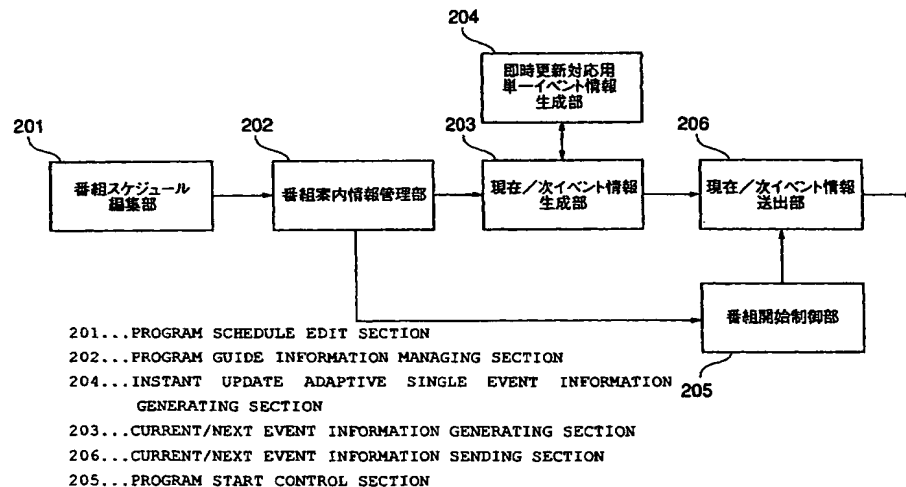 204
即時更新対応用
単一イベント情報
生成部
201
202
203
206
番組スケジュール
編集部
番組案内情報管理部
現在/次イベント情報
生成部
現在/次イベント情報
送出部
番組開始制御部
205
201...PROGRAM SCHEDULE EDIT SECTION
202...PROGRAM GUIDE INFORMATION MANAGING SECTION
204...INSTANT UPDATE ADAPTIVE SINGLE EVENT INFORMATION
GENERATING SECTION
203...CURRENT/NEXT EVENT INFORMATION GENERATING SECTION
206...CURRENT/NEXT EVENT INFORMATION SENDING SECTION
205...PROGRAM START CONTROL SECTION